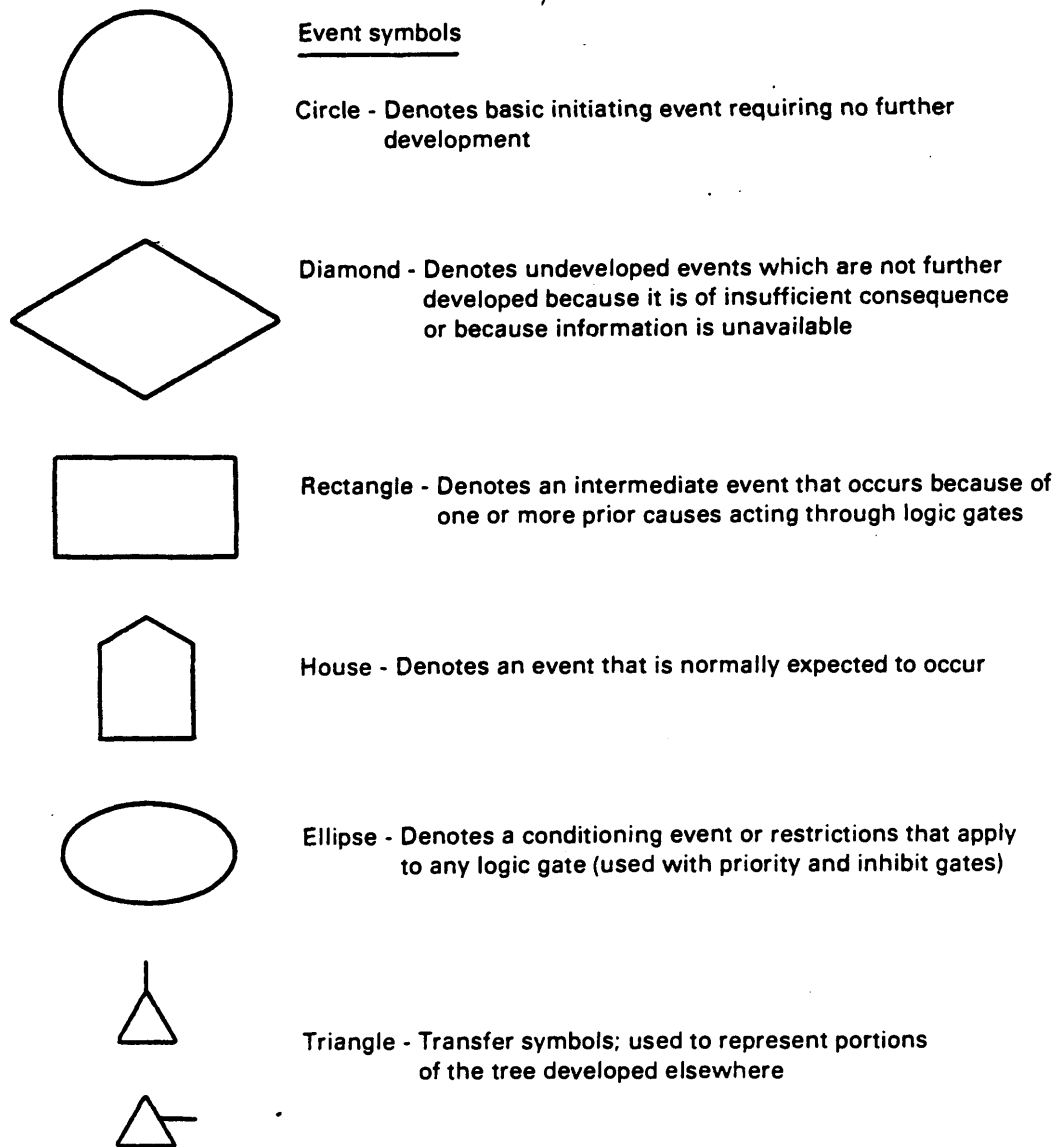 Event symbols
Circle - Denotes basic initiating event requiring no further
development
Diamond - Denotes undeveloped events which are not further
developed because it is of insufficient consequence
or because information is unavailable
Rectangle - Denotes an intermediate event that occurs because of
one or more prior causes acting through logic gates
House - Denotes an event that is normally expected to occur
Ellipse - Denotes a conditioning event or restrictions that apply
to any logic gate (used with priority and inhibit gates)
Triangle - Transfer symbols; used to represent portions
of the tree developed elsewhere